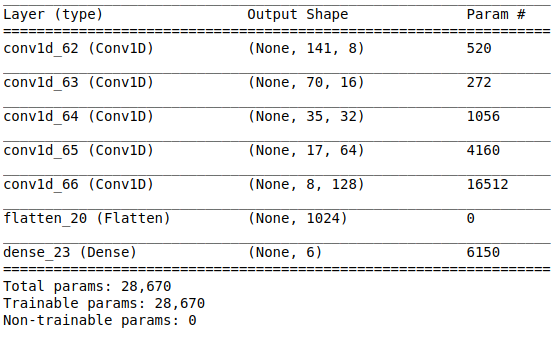 Layer (type) Output Shape Param #
conv1d_62 (Conv1D) (None, 141, 8) 520
conv1d_63 (Conv1D) (None, 70, 16) 272
conv1d_64 (Conv1D) (None, 35, 32) 1056
conv1d_65 (Conv1D) (None, 17, 64) 4160
conv1d_66 (Conv1D) (None, 8, 128) 16512
flatten_20 (Flatten) (None, 1024) 0
dense_23 (Dense) (None, 6) 6150
Total params: 28,670
Trainable params: 28,670
Non-trainable params: 0